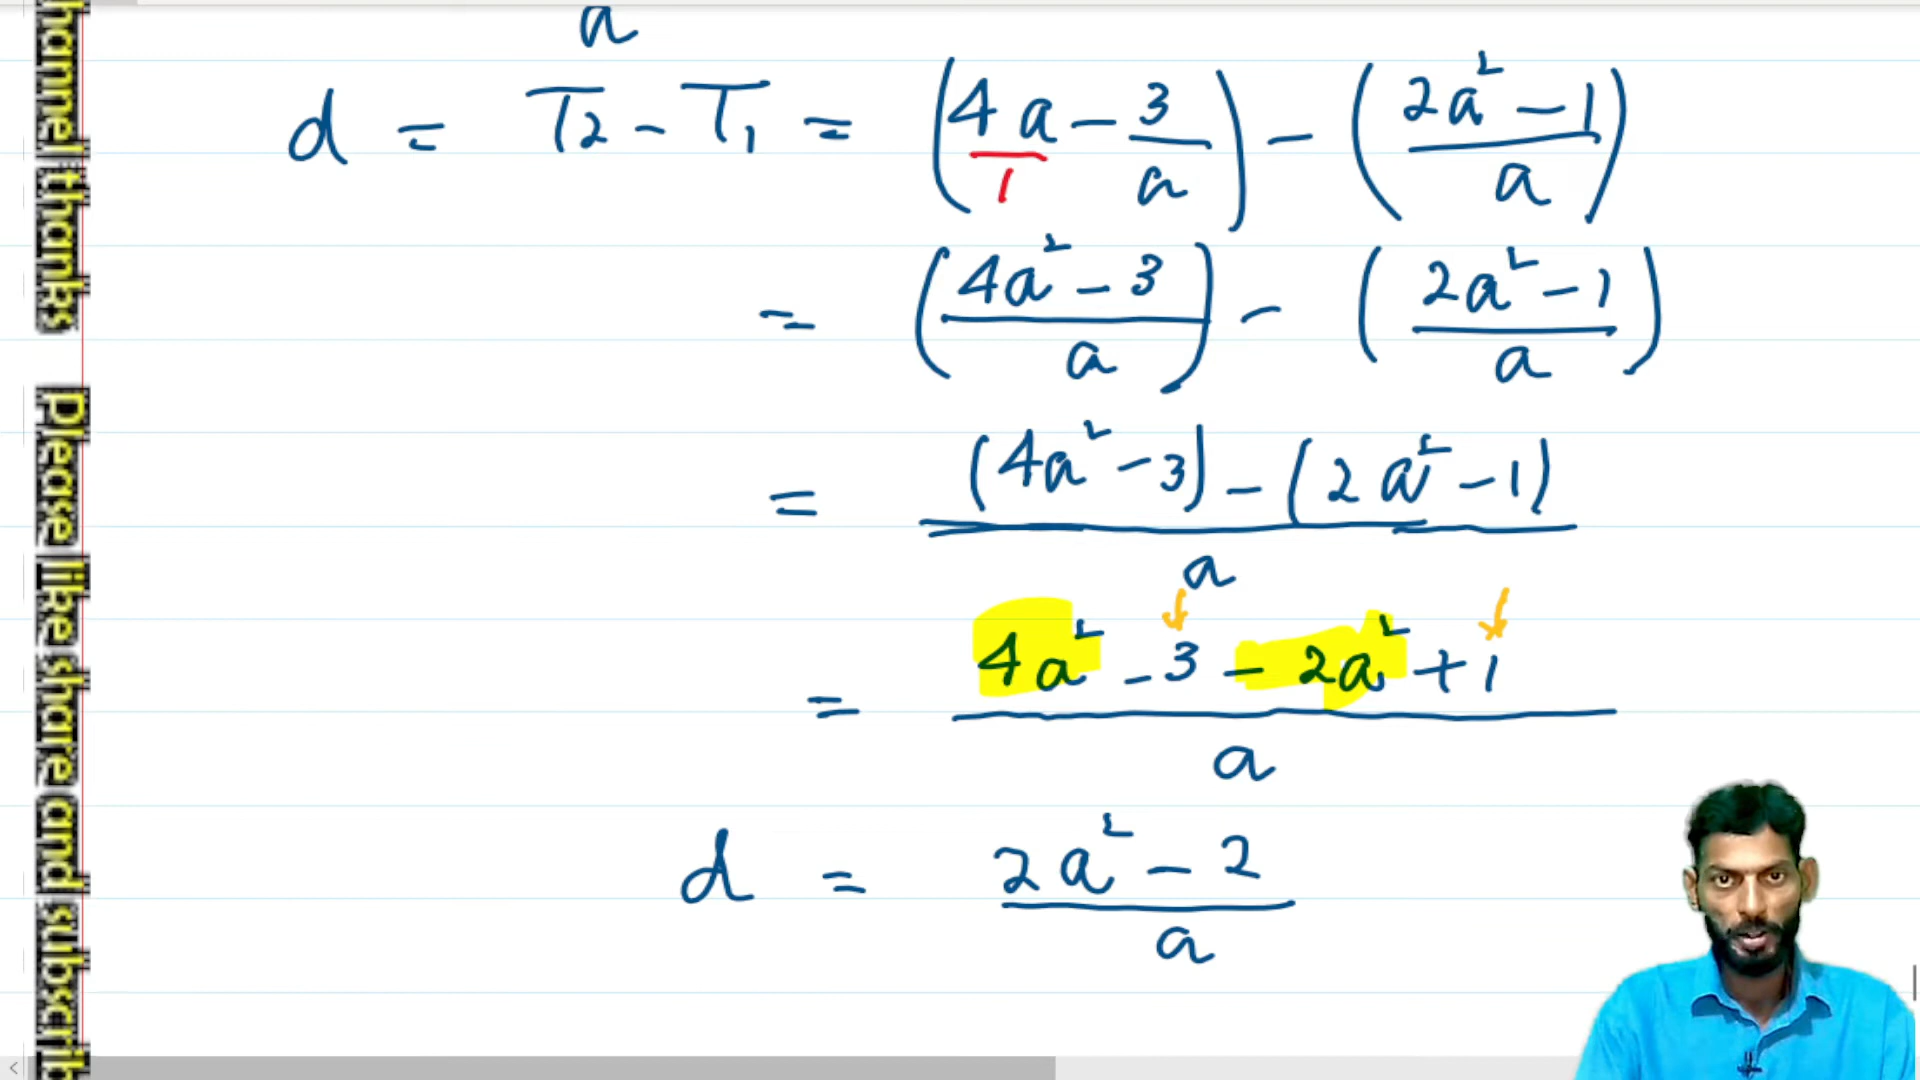 a
d = T₂ - T₁ = (4a/1 - 3/a) - ((2a² - 1)/a)
= ((4a² - 3)/a) - ((2a² - 1)/a)
= ((4a² - 3) - (2a² - 1))/a
= (4a² - 3 - 2a² + 1)/a
d = (2a² - 2)/a
hannel thanks Please like share and subscrib